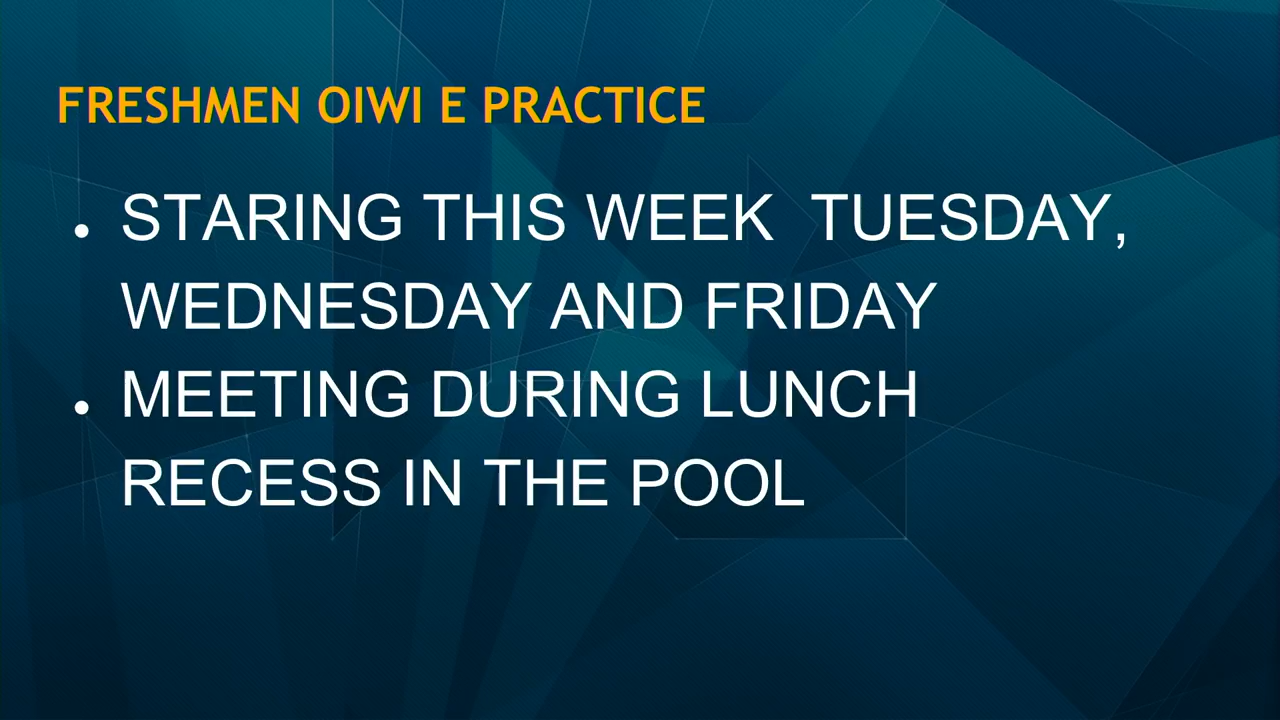 FRESHMEN OIWI E PRACTICE
• STARING THIS WEEK  TUESDAY,
WEDNESDAY AND FRIDAY
• MEETING DURING LUNCH
RECESS IN THE POOL